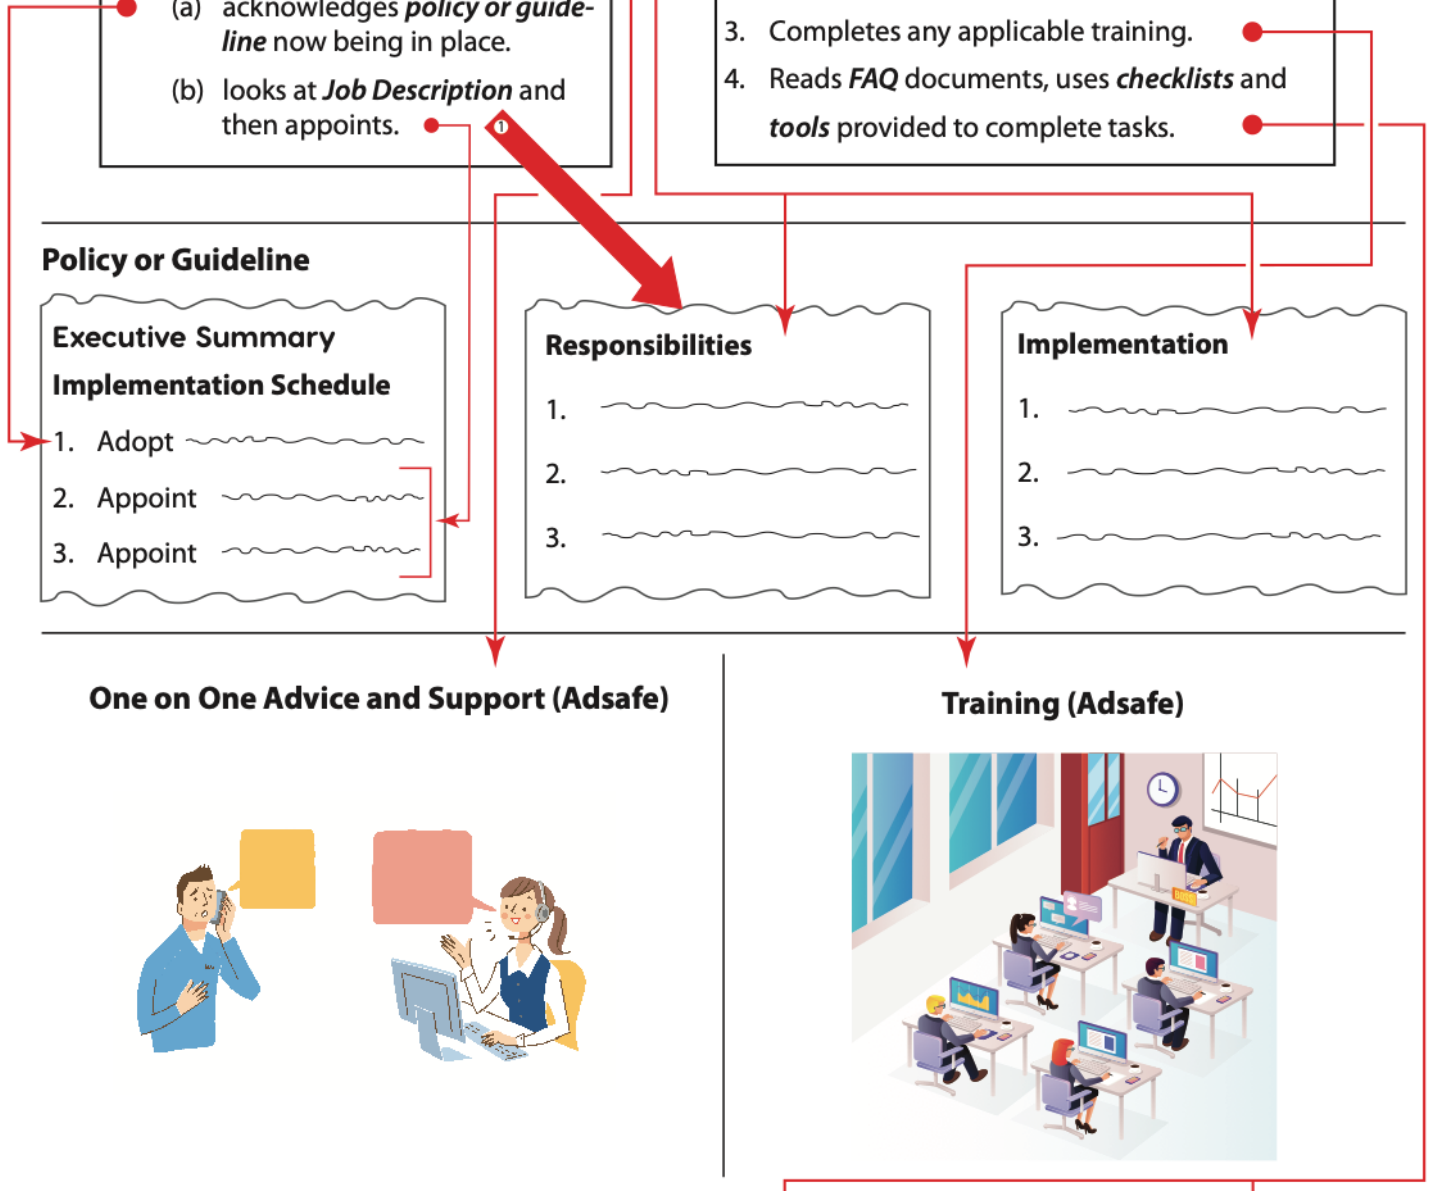 (a) acknowledges policy or guide-
line now being in place.
(b) looks at Job Description and
then appoints.
1
3. Completes any applicable training.
4. Reads FAQ documents, uses checklists and
tools provided to complete tasks.
Policy or Guideline
Executive Summary
Implementation Schedule
1. Adopt
2. Appoint
3. Appoint
Responsibilities
1.
2.
3.
Implementation
1.
2.
3.
One on One Advice and Support (Adsafe)
Training (Adsafe)